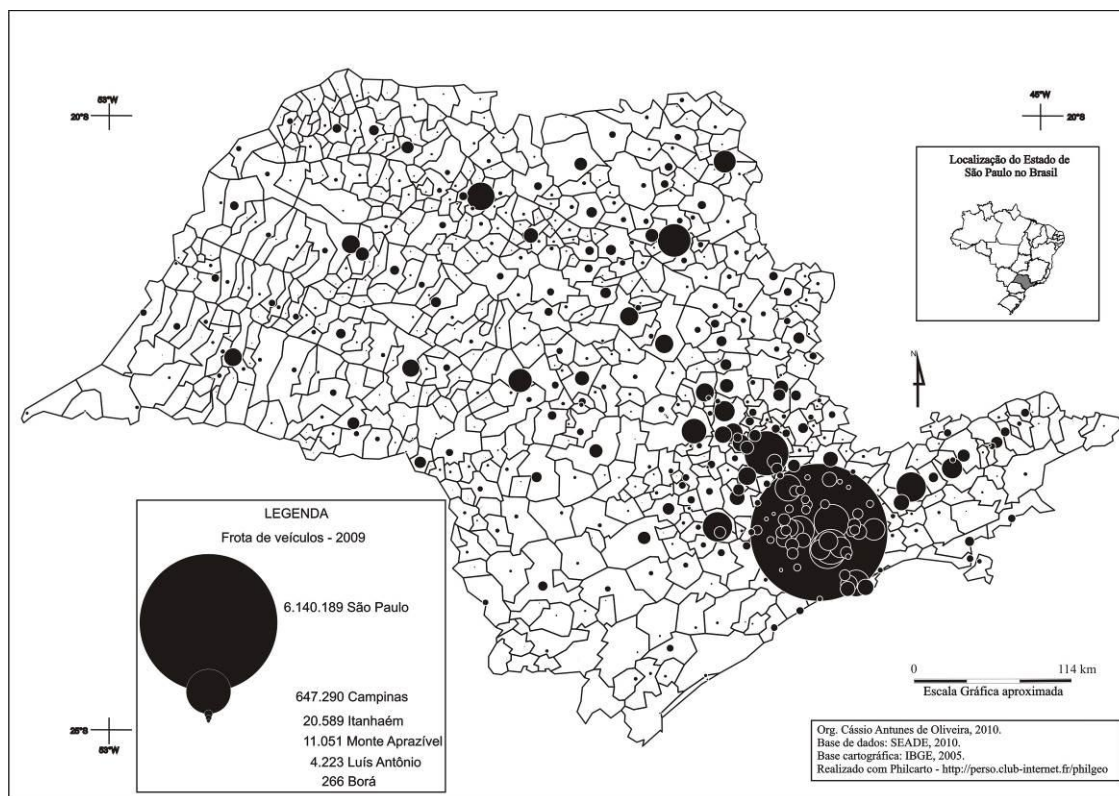 53°W
20°S
45°W
20°S
Localização do Estado de
São Paulo no Brasil
N
LEGENDA
Frota de veículos - 2009
6.140.189 São Paulo
647.290 Campinas
20.589 Itanhaém
11.051 Monte Aprazível
4.223 Luís Antônio
266 Borá
25°S
53°W
0 114 km
Escala Gráfica aproximada
Org. Cássio Antunes de Oliveira, 2010.
Base de dados: SEADE, 2010.
Base cartográfica: IBGE, 2005.
Realizado com Philcarto - http://perso.club-internet.fr/philgeo